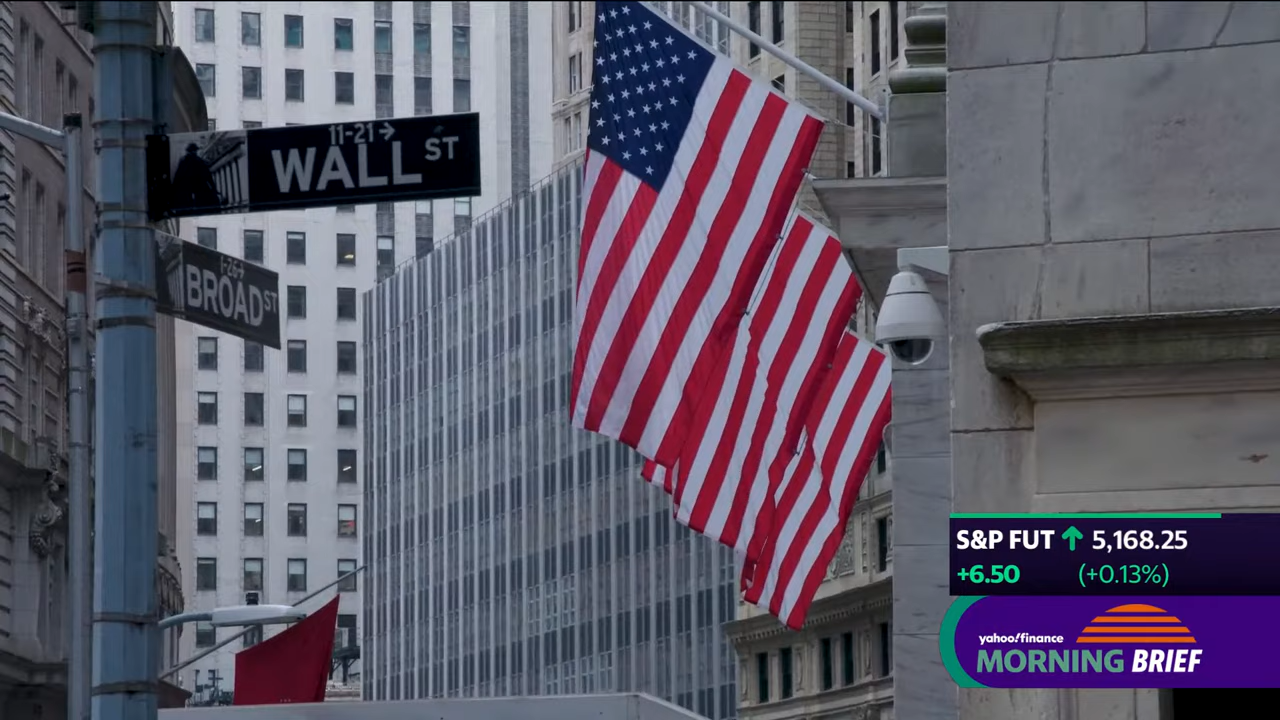 11-21→
WALL ST
1-26→
BROAD ST
S&P FUT ↑ 5,168.25
+6.50 (+0.13%)
yahoo!finance
MORNING BRIEF